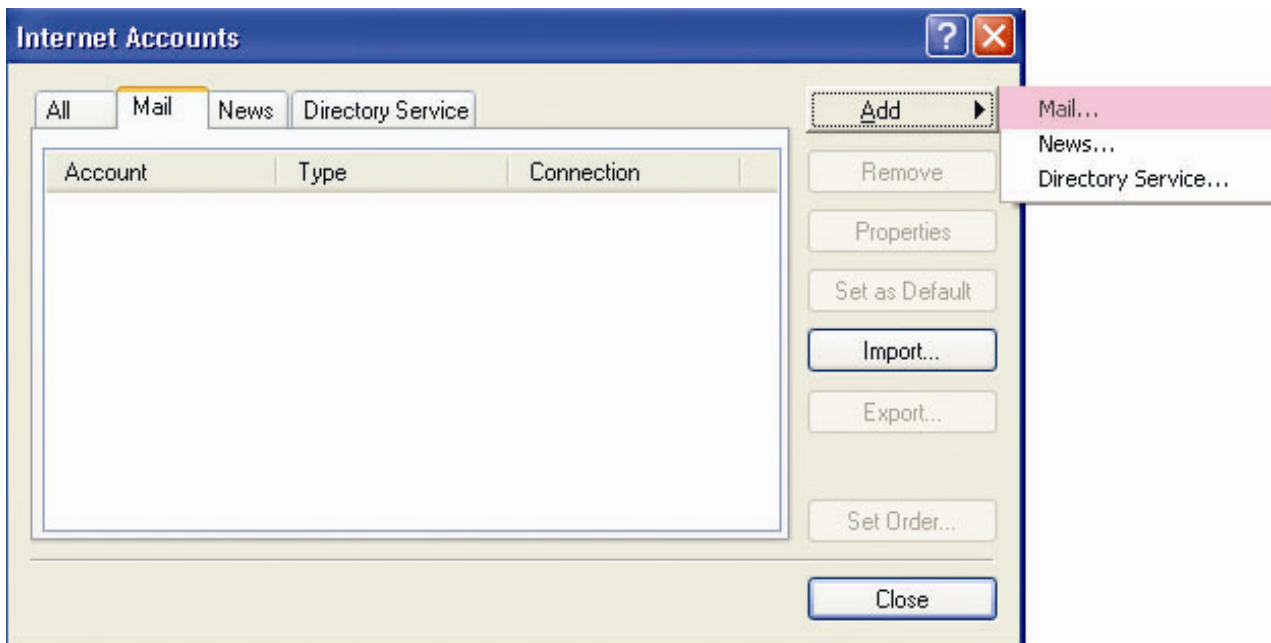 Internet Accounts
All Mail News Directory Service
Account Type Connection
Add
Remove
Properties
Set as Default
Import...
Export...
Set Order...
Close
Mail...
News...
Directory Service...